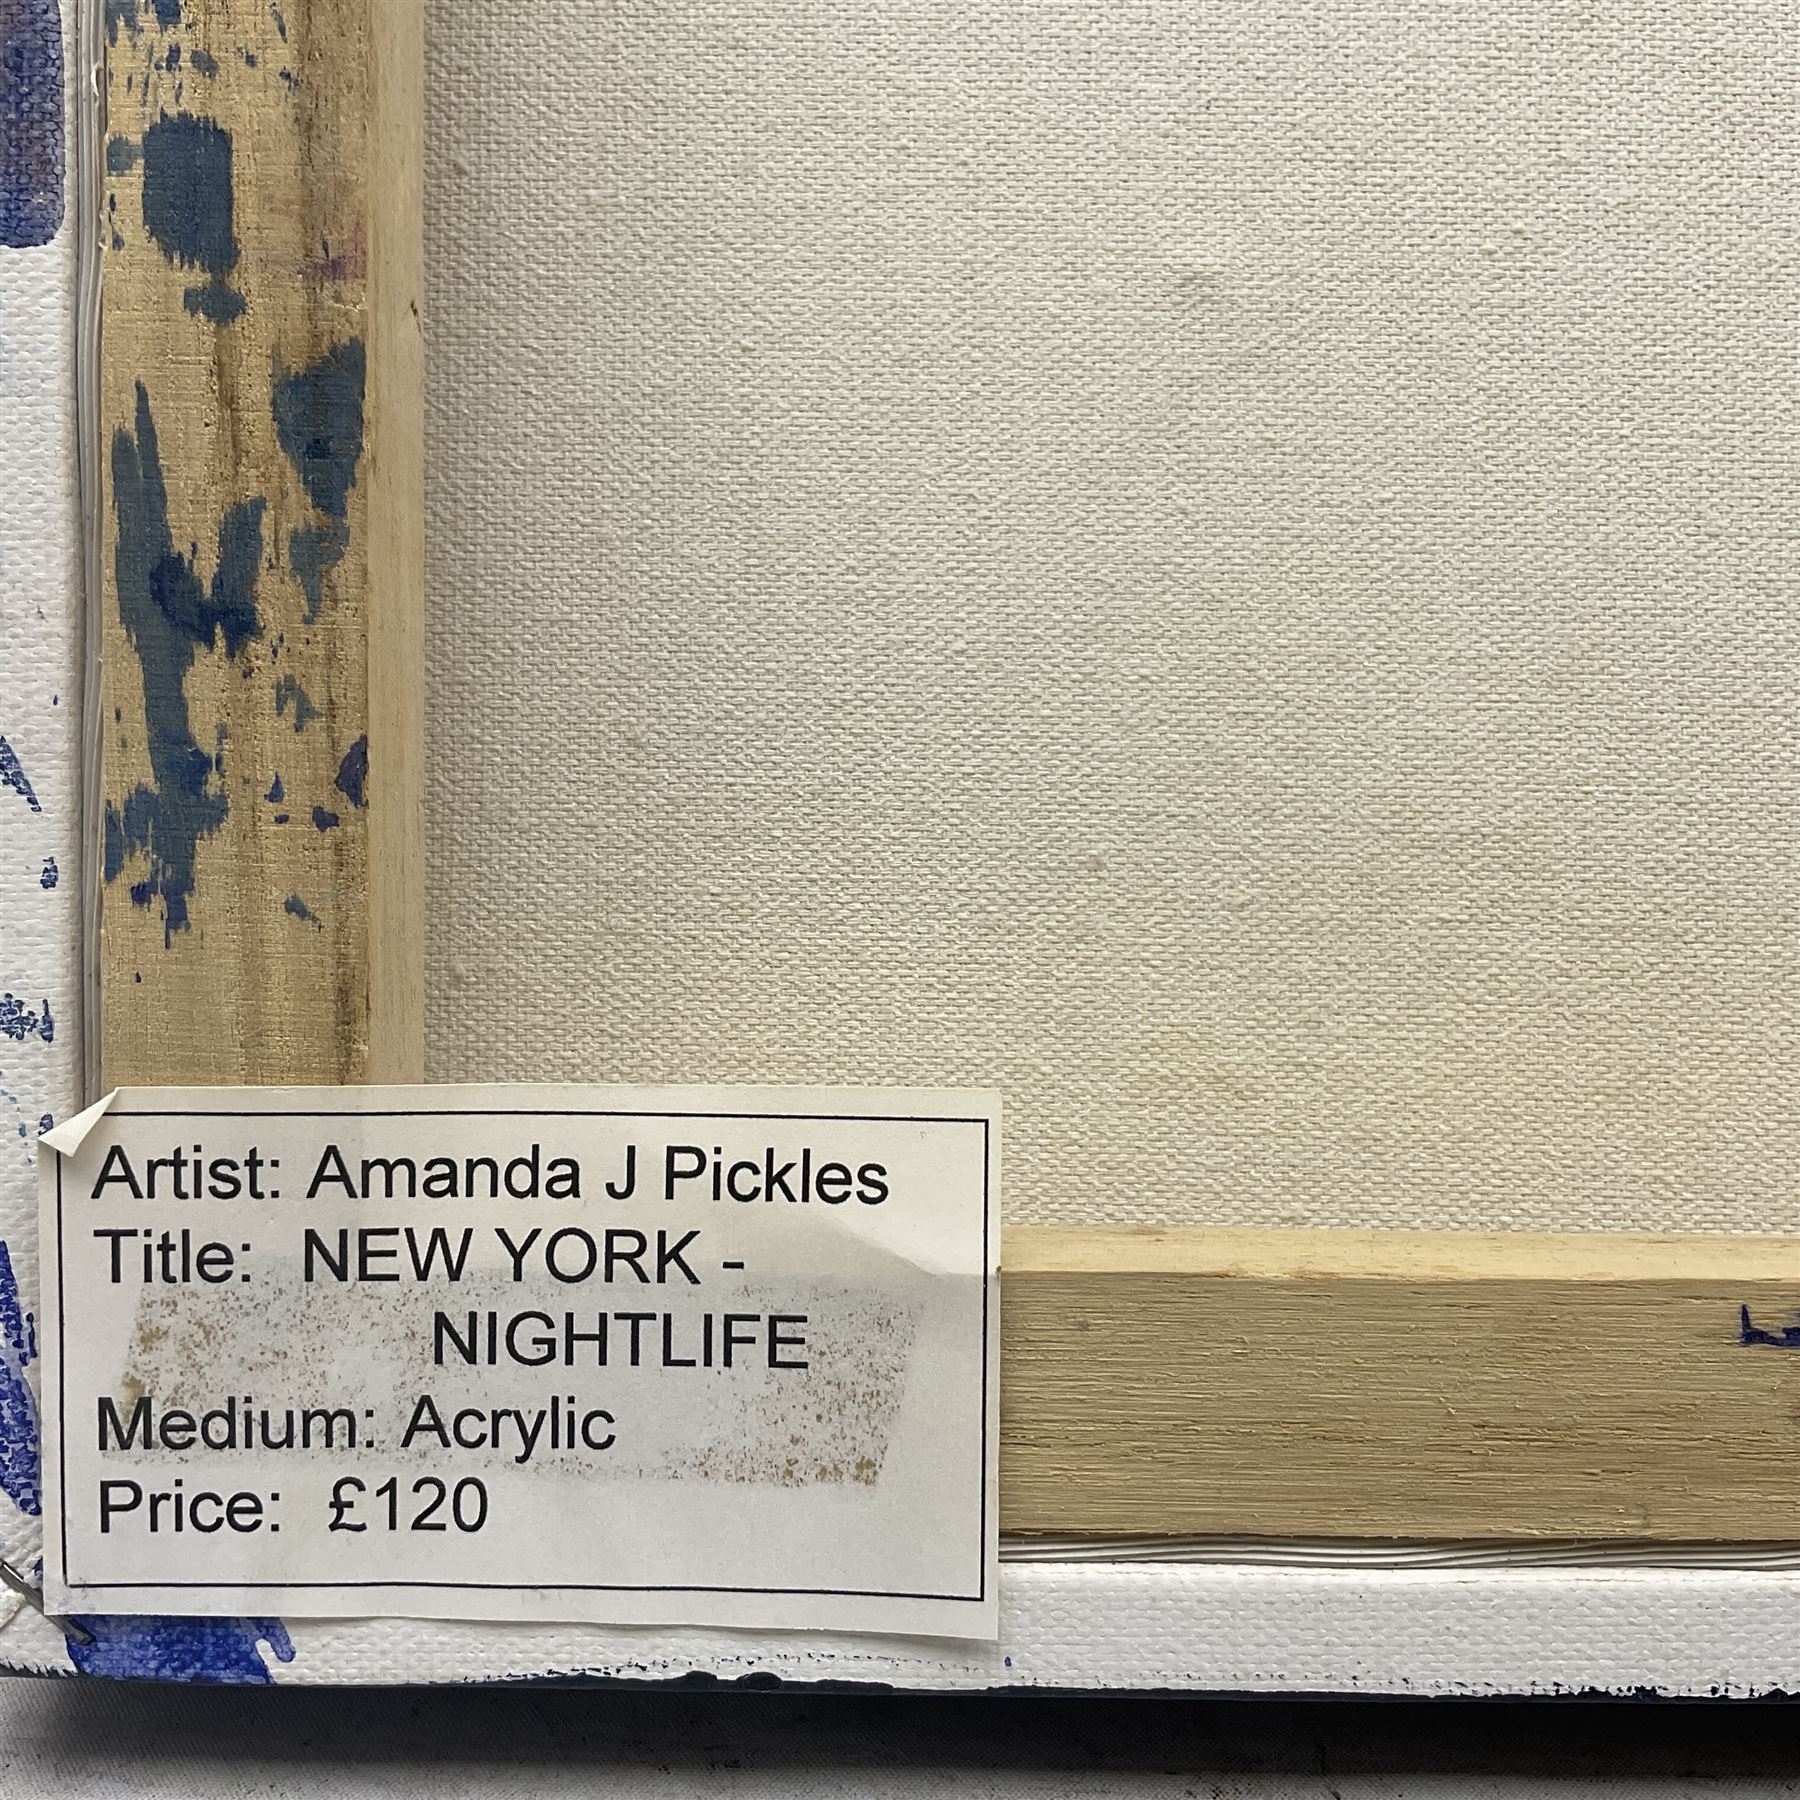 Artist: Amanda J Pickles
Title: NEW YORK -
NIGHTLIFE
Medium: Acrylic
Price: £120